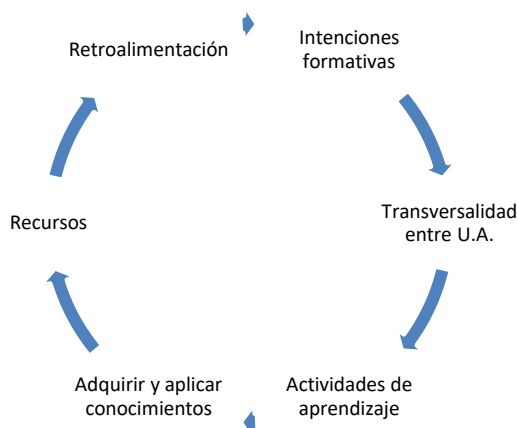 Retroalimentación
Intenciones
formativas
Transversalidad
entre U.A.
Actividades de
aprendizaje
Adquirir y aplicar
conocimientos
Recursos